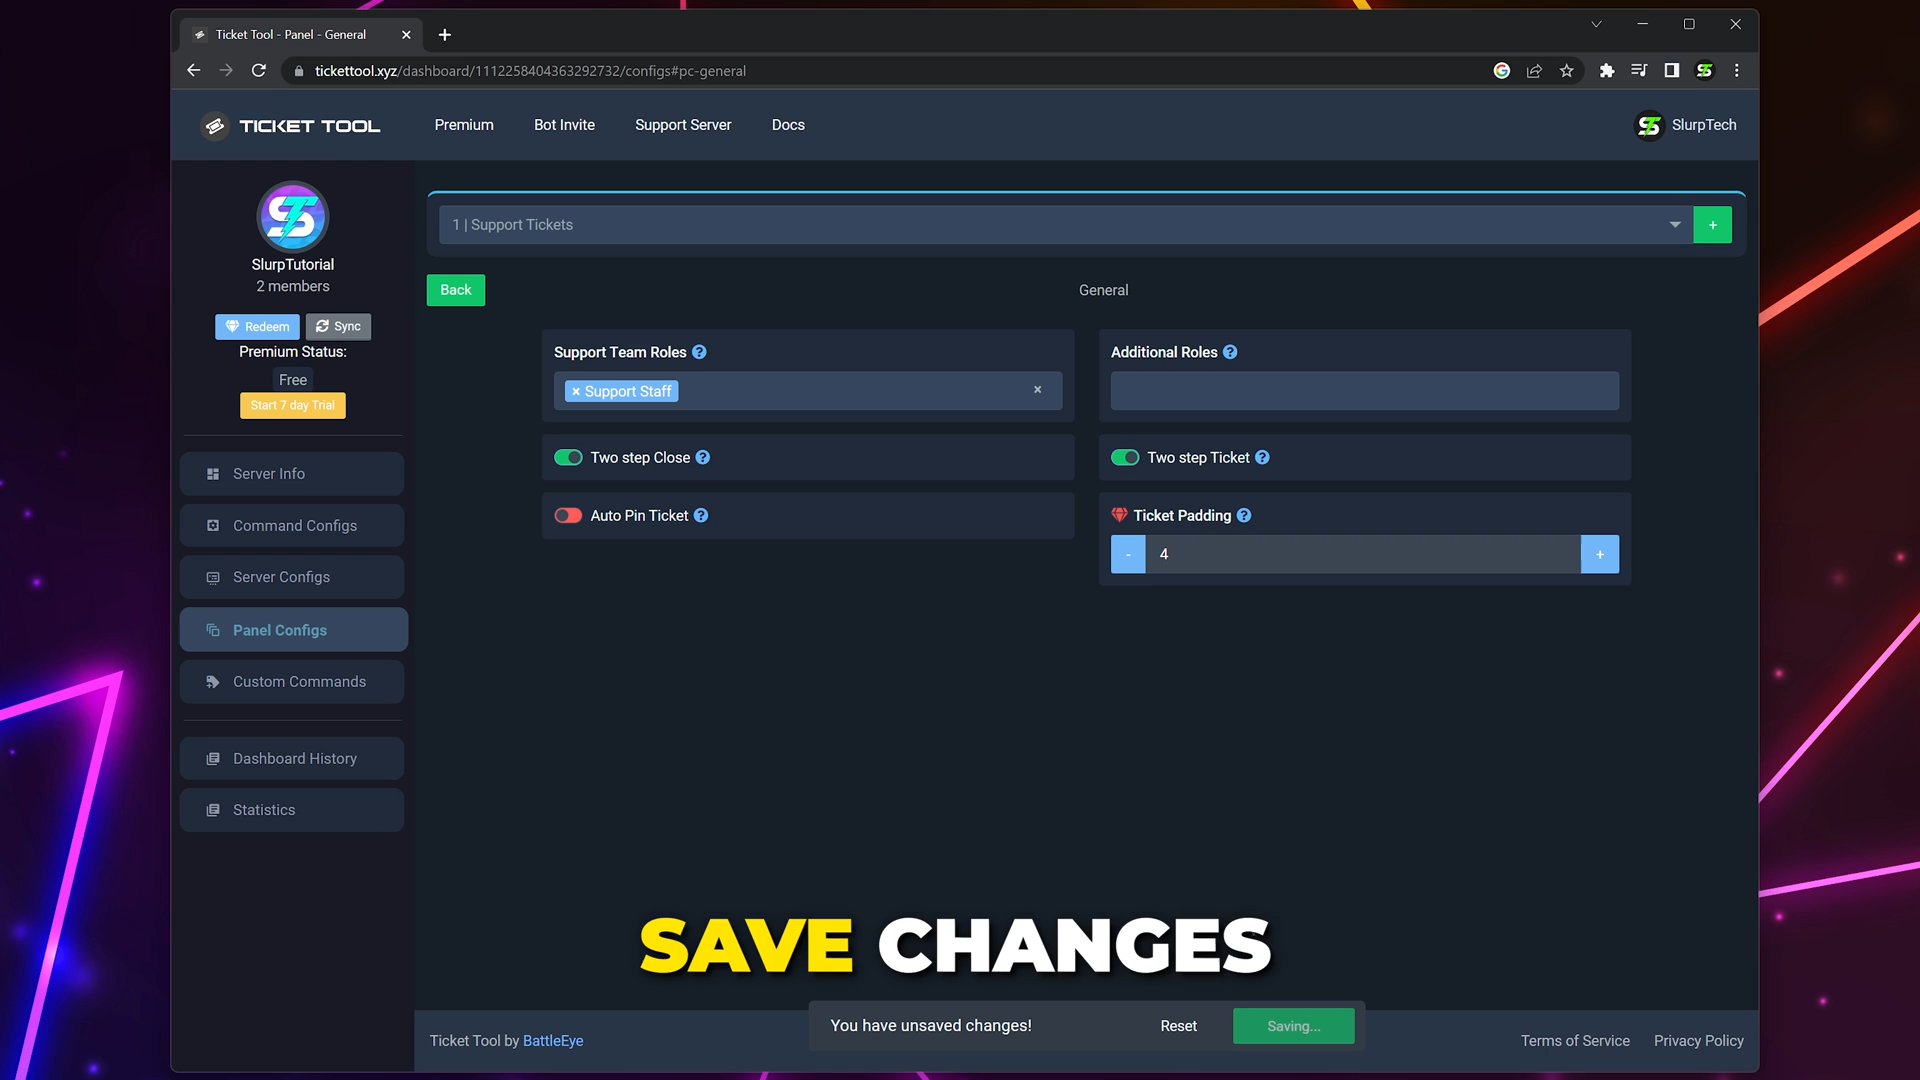 Ticket Tool - Panel - General
tickettool.xyz/dashboard/1112258404363292732/configs#pc-general
TICKET TOOL
Premium
Bot Invite
Support Server
Docs
SlurpTech
SlurpTutorial
2 members
Redeem
Sync
Premium Status:
Free
Start 7 day Trial
Server Info
Command Configs
Server Configs
Panel Configs
Custom Commands
Dashboard History
Statistics
1 | Support Tickets
+
Back
General
Support Team Roles ?
× Support Staff ×
Additional Roles ?
Two step Close ?
Two step Ticket ?
Auto Pin Ticket ?
Ticket Padding ?
- 4 +
SAVE CHANGES
You have unsaved changes!
Reset
Saving...
Ticket Tool by BattleEye
Terms of Service
Privacy Policy